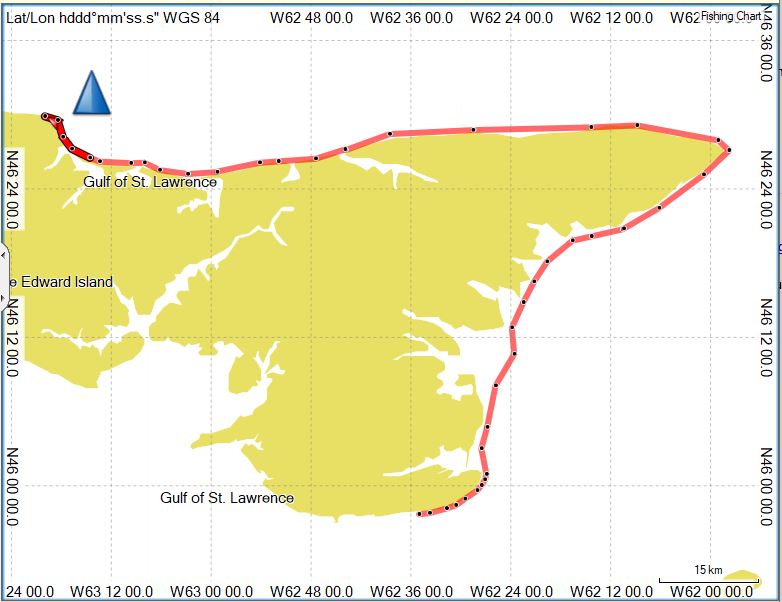 Lat/Lon hddd°mm'ss.s" WGS 84 W62 48 00.0 W62 36 00.0 W62 24 00.0 W62 12 00.0 W62
Fishing Chart
N46 36 00.0
N46 24 00.0
Gulf of St. Lawrence
N46 24 00.0
Edward Island
N46 12 00.0
N46 12 00.0
N46 00 00.0
Gulf of St. Lawrence
N46 00 00.0
15 km
24 00.0 W63 12 00.0 W63 00 00.0 W62 48 00.0 W62 36 00.0 W62 24 00.0 W62 12 00.0 W62 00 00.0